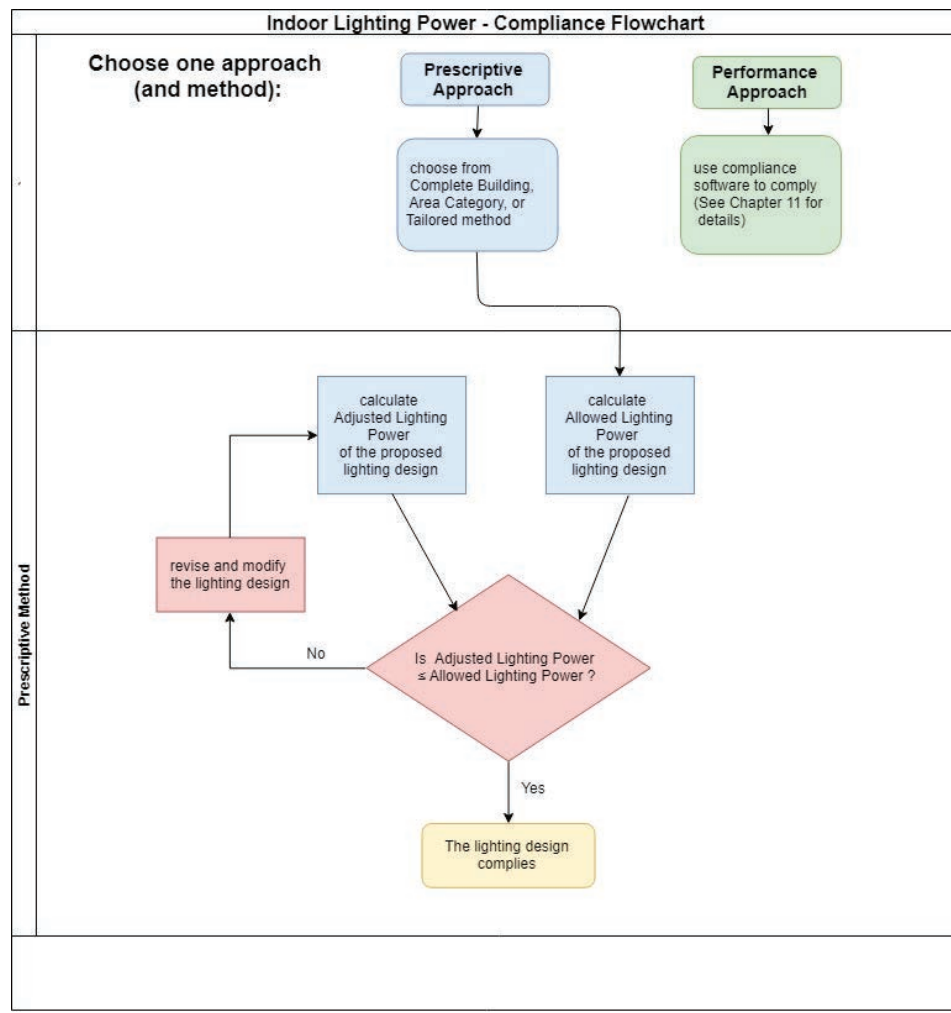 Indoor Lighting Power - Compliance Flowchart
Choose one approach
(and method):
Prescriptive
Approach
Performance
Approach
choose from
Complete Building,
Area Category, or
Tailored method
use compliance
software to comply
(See Chapter 11 for
details)
Prescriptive Method
calculate
Adjusted Lighting
Power
of the proposed
lighting design
calculate
Allowed Lighting
Power
of the proposed
lighting design
revise and modify
the lighting design
No
Is Adjusted Lighting Power
≤ Allowed Lighting Power ?
Yes
The lighting design
complies